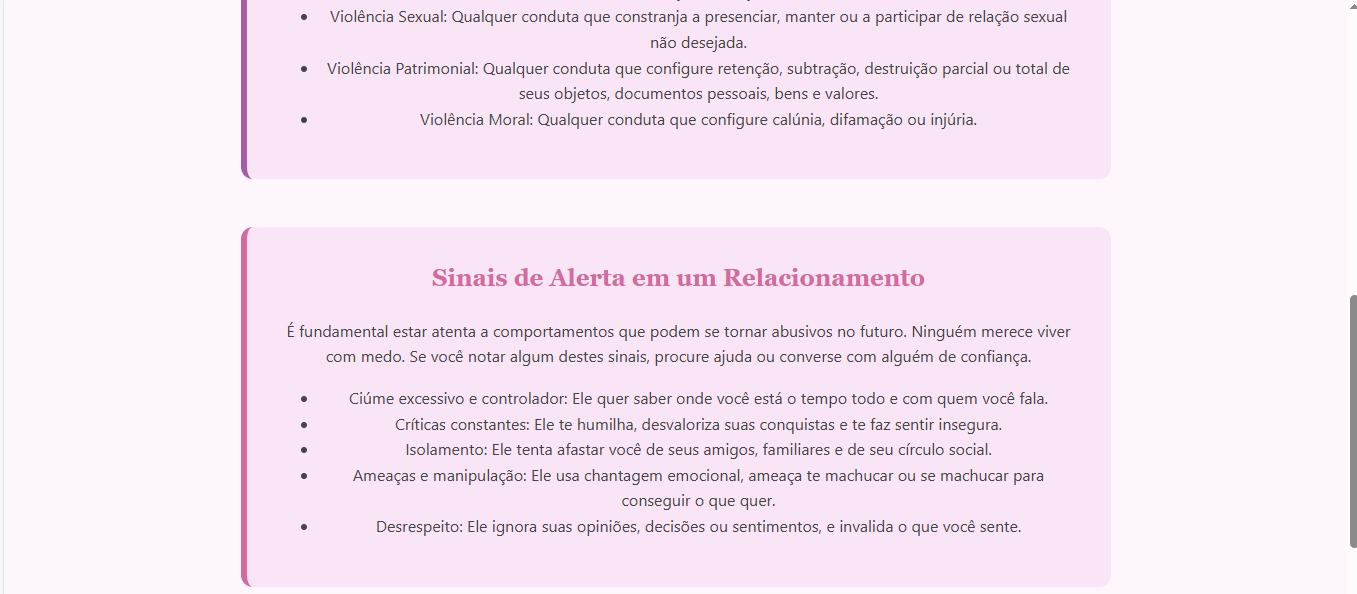 • Violência Sexual: Qualquer conduta que constranja a presenciar, manter ou a participar de relação sexual
não desejada.
• Violência Patrimonial: Qualquer conduta que configure retenção, subtração, destruição parcial ou total de
seus objetos, documentos pessoais, bens e valores.
• Violência Moral: Qualquer conduta que configure calúnia, difamação ou injúria.
Sinais de Alerta em um Relacionamento
É fundamental estar atenta a comportamentos que podem se tornar abusivos no futuro. Ninguém merece viver
com medo. Se você notar algum destes sinais, procure ajuda ou converse com alguém de confiança.
• Ciúme excessivo e controlador: Ele quer saber onde você está o tempo todo e com quem você fala.
• Críticas constantes: Ele te humilha, desvaloriza suas conquistas e te faz sentir insegura.
• Isolamento: Ele tenta afastar você de seus amigos, familiares e de seu círculo social.
• Ameaças e manipulação: Ele usa chantagem emocional, ameaça te machucar ou se machucar para
conseguir o que quer.
• Desrespeito: Ele ignora suas opiniões, decisões ou sentimentos, e invalida o que você sente.